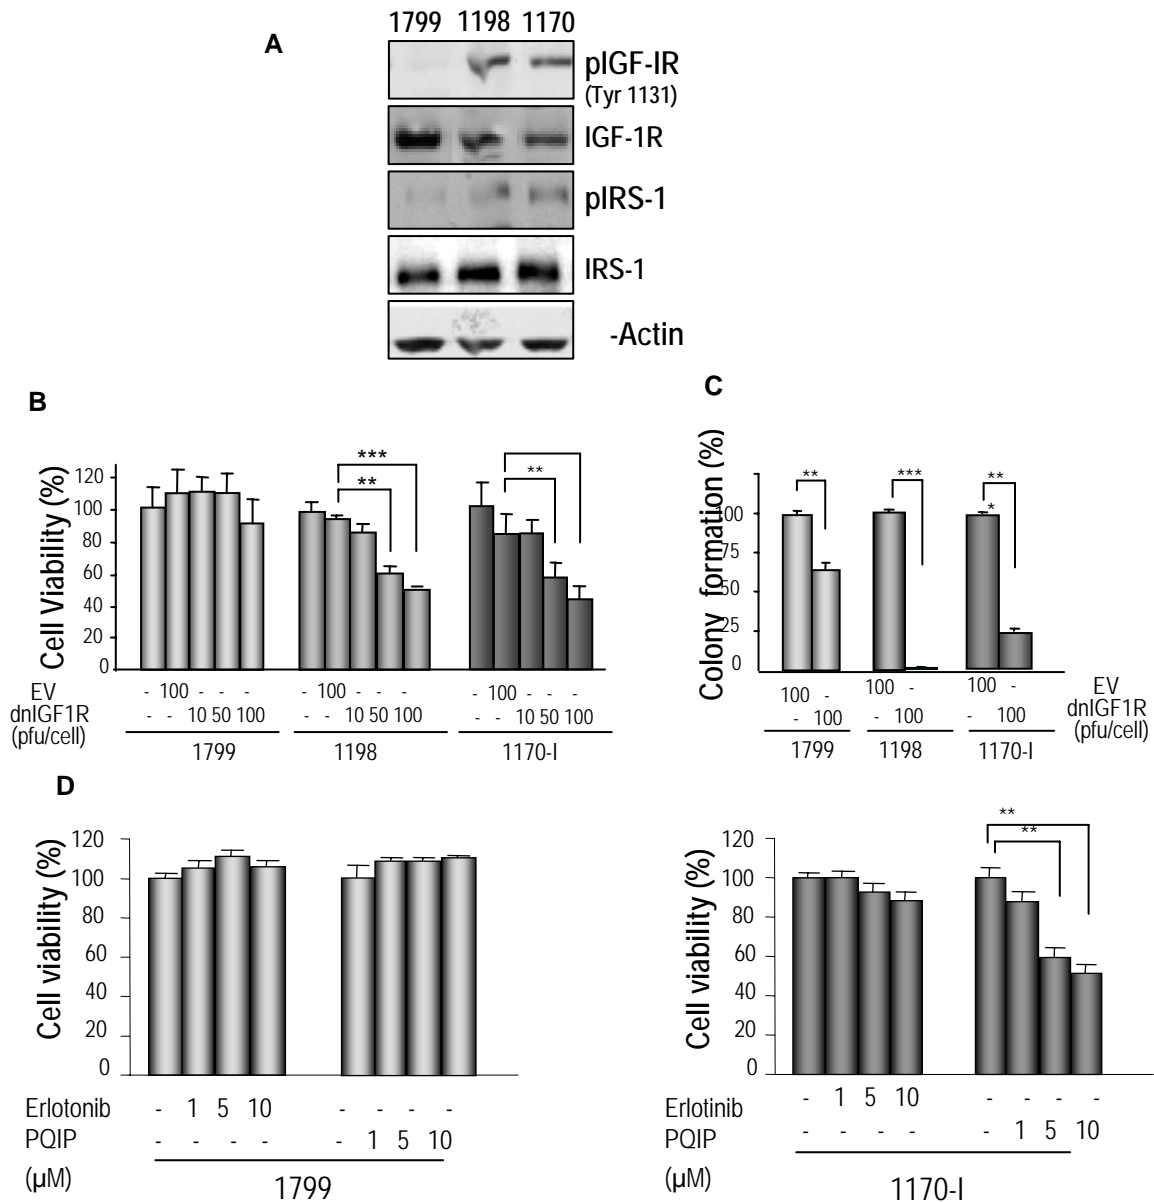 1799 1198 1170
A
pIGF-IR
(Tyr 1131)
IGF-1R
pIRS-1
IRS-1
-Actin
B
Cell Viability (%)
120
100
80
60
40
20
0
*** 
**
**
EV - 100 - - - - 100 - - - - 100 - - -
dnIGF1R - - 10 50 100 - - 10 50 100 - - 10 50 100
(pfu/cell)
1799 1198 1170-I
C
Colony formation (%)
100
75
50
25
0
** *** **
*
100 - 100 - 100 - EV
- 100 - 100 - 100 dnIGF1R
(pfu/cell)
1799 1198 1170-I
D
Cell viability (%)
120
100
80
60
40
20
0
Erlotonib - 1 5 10 - - - -
PQIP - - - - - 1 5 10
(µM)
1799
Cell viability (%)
120
100
80
60
40
20
0
**
**
Erlotinib - 1 5 10 - - - -
PQIP - - - - - 1 5 10
(µM)
1170-I